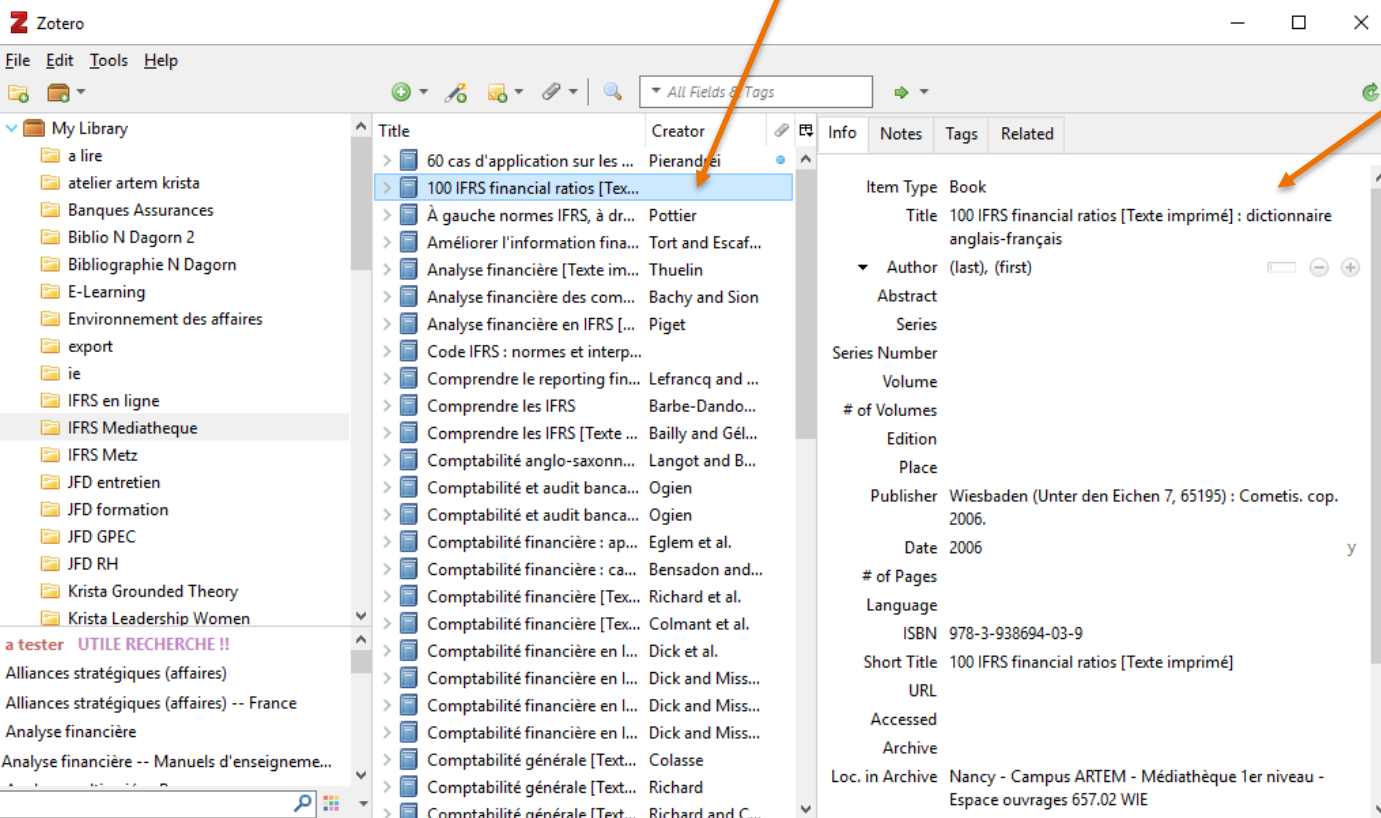 Zotero
File Edit Tools Help
All Fields & Tags
My Library
a lire
atelier artem krista
Banques Assurances
Biblio N Dagorn 2
Bibliographie N Dagorn
E-Learning
Environnement des affaires
export
ie
IFRS en ligne
IFRS Mediatheque
IFRS Metz
JFD entretien
JFD formation
JFD GPEC
JFD RH
Krista Grounded Theory
Krista Leadership Women
a tester UTILE RECHERCHE !!
Alliances stratégiques (affaires)
Alliances stratégiques (affaires) -- France
Analyse financière
Analyse financière -- Manuels d'enseigneme...
Title Creator
60 cas d'application sur les ... Pierandrei
100 IFRS financial ratios [Tex...
À gauche normes IFRS, à dr... Pottier
Améliorer l'information fina... Tort and Escaf...
Analyse financière [Texte im... Thuelin
Analyse financière des com... Bachy and Sion
Analyse financière en IFRS [... Piget
Code IFRS : normes et interp...
Comprendre le reporting fin... Lefrancq and ...
Comprendre les IFRS Barbe-Dando...
Comprendre les IFRS [Texte ... Bailly and Gél...
Comptabilité anglo-saxonn... Langot and B...
Comptabilité et audit banca... Ogien
Comptabilité et audit banca... Ogien
Comptabilité financière : ap... Eglem et al.
Comptabilité financière : ca... Bensadon and...
Comptabilité financière [Tex... Richard et al.
Comptabilité financière [Tex... Colmant et al.
Comptabilité financière en I... Dick et al.
Comptabilité financière en I... Dick and Miss...
Comptabilité financière en I... Dick and Miss...
Comptabilité financière en I... Dick and Miss...
Comptabilité générale [Text... Colasse
Comptabilité générale [Text... Richard
Comptabilité générale [Text... Richard and C...
Info Notes Tags Related
Item Type Book
Title 100 IFRS financial ratios [Texte imprimé] : dictionnaire
anglais-français
Author (last), (first)
Abstract
Series
Series Number
Volume
# of Volumes
Edition
Place
Publisher Wiesbaden (Unter den Eichen 7, 65195) : Cometis. cop.
2006.
Date 2006 y
# of Pages
Language
ISBN 978-3-938694-03-9
Short Title 100 IFRS financial ratios [Texte imprimé]
URL
Accessed
Archive
Loc. in Archive Nancy - Campus ARTEM - Médiathèque 1er niveau -
Espace ouvrages 657.02 WIE